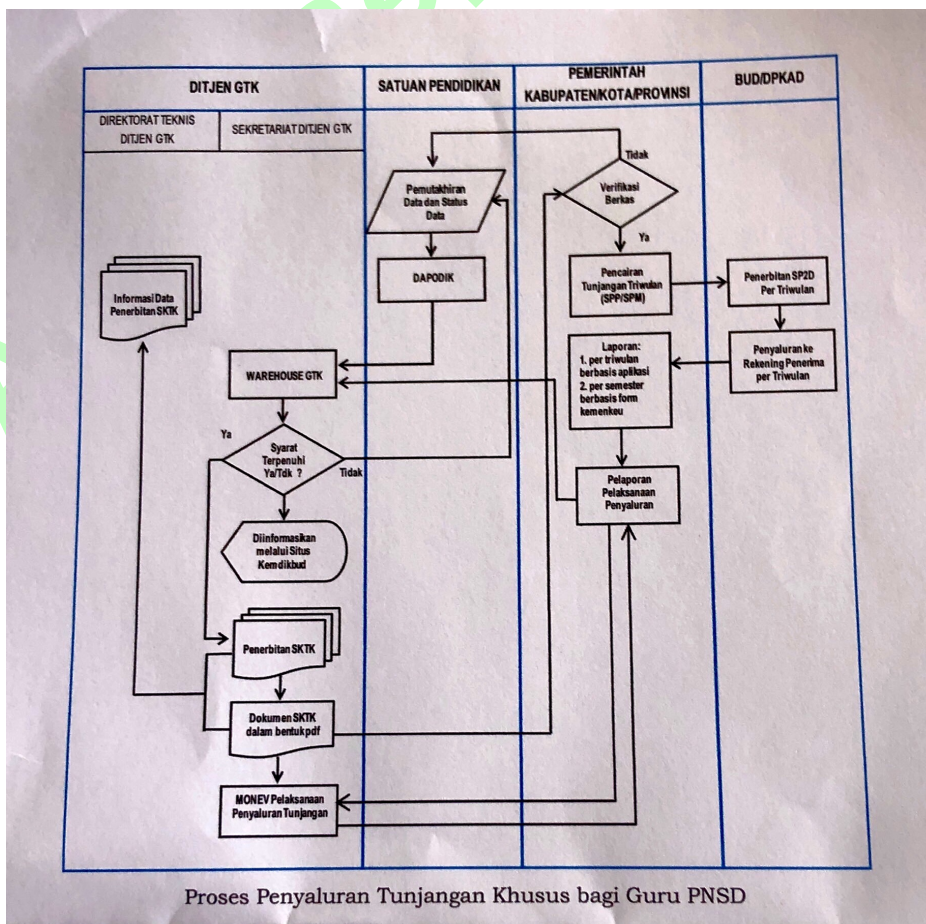 DITJEN GTK
SATUAN PENDIDIKAN
PEMERINTAH
KABUPATEN/KOTA/PROVINSI
BUD/DPKAD
DIREKTORAT TEKNIS
DITJEN GTK
SEKRETARIAT DITJEN GTK
Tidak
Pemutakhiran
Data dan Status
Data
Verifikasi
Berkas
Ya
DAPODIK
Pencairan
Tunjangan Triwulan
(SPP/SPM)
Penerbitan SP2D
Per Triwulan
Informasi Data
Penerbitan SKTK
Laporan:
1. per triwulan
berbasis aplikasi
2. per semester
berbasis form
kemenkeu
Penyaluran ke
Rekening Penerima
per Triwulan
WAREHOUSE GTK
Ya
Syarat
Terpenuhi
Ya/Tdk ?
Tidak
Pelaporan
Pelaksanaan
Penyaluran
Diinformasikan
melalui Situs
Kemdikbud
Penerbitan SKTK
Dokumen SKTK
dalam bentuk pdf
MONEV Pelaksanaan
Penyaluran Tunjangan
Proses Penyaluran Tunjangan Khusus bagi Guru PNSD